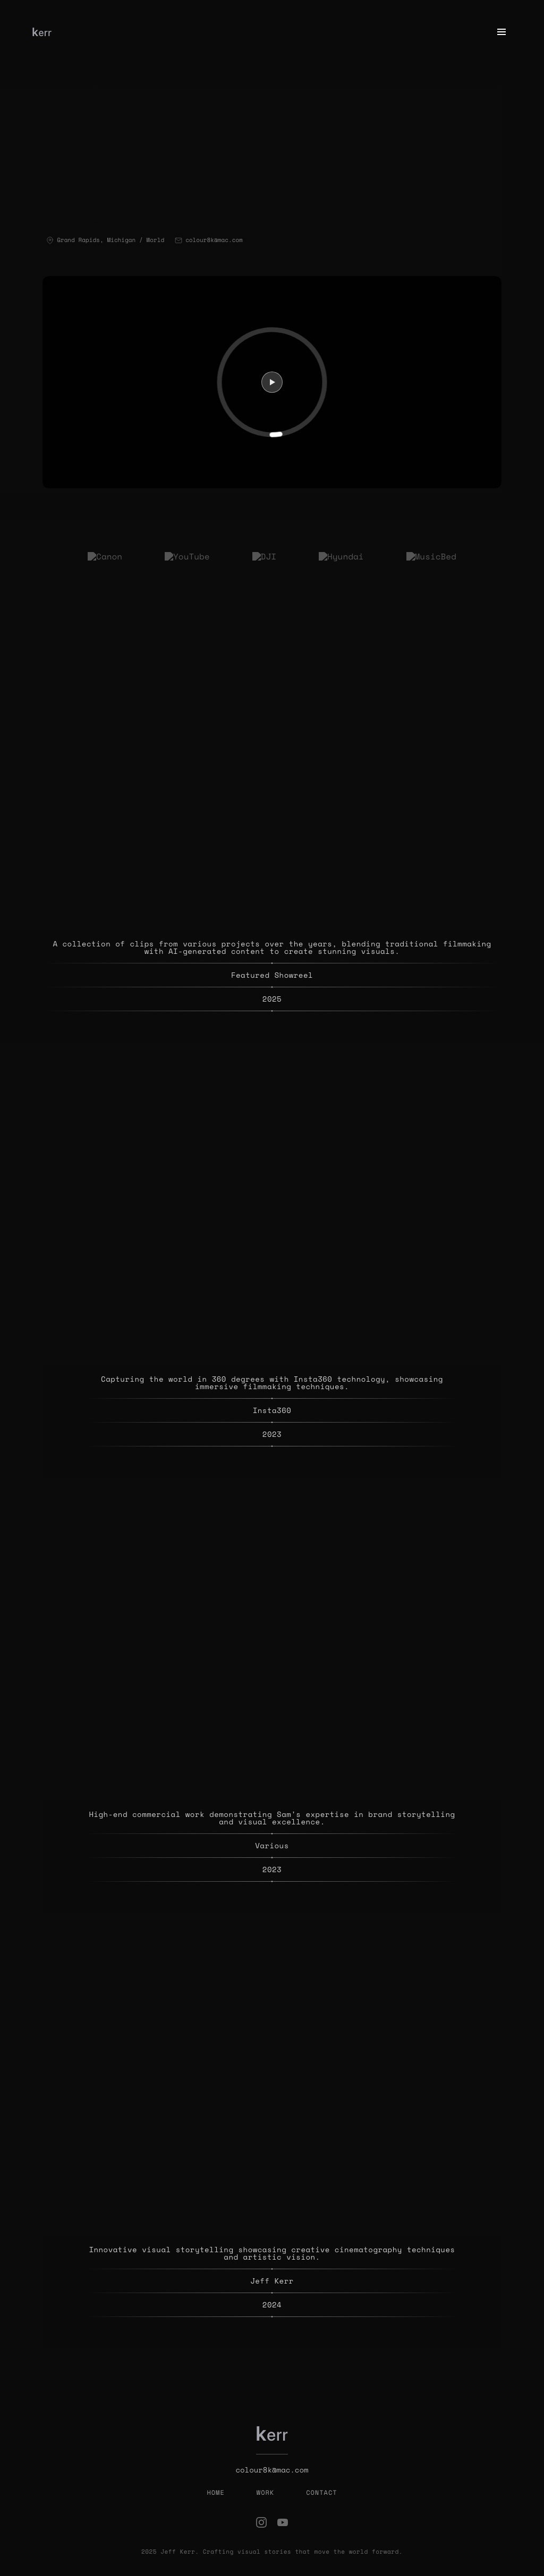 kerr
Grand Rapids, Michigan / World colour8k@mac.com
Canon YouTube DJI Hyundai MusicBed
A collection of clips from various projects over the years, blending traditional filmmaking
with AI-generated content to create stunning visuals.
Featured Showreel
2025
Capturing the world in 360 degrees with Insta360 technology, showcasing
immersive filmmaking techniques.
Insta360
2023
High-end commercial work demonstrating Sam's expertise in brand storytelling
and visual excellence.
Various
2023
Innovative visual storytelling showcasing creative cinematography techniques
and artistic vision.
Jeff Kerr
2024
kerr
colour8k@mac.com
HOME WORK CONTACT
2025 Jeff Kerr. Crafting visual stories that move the world forward.